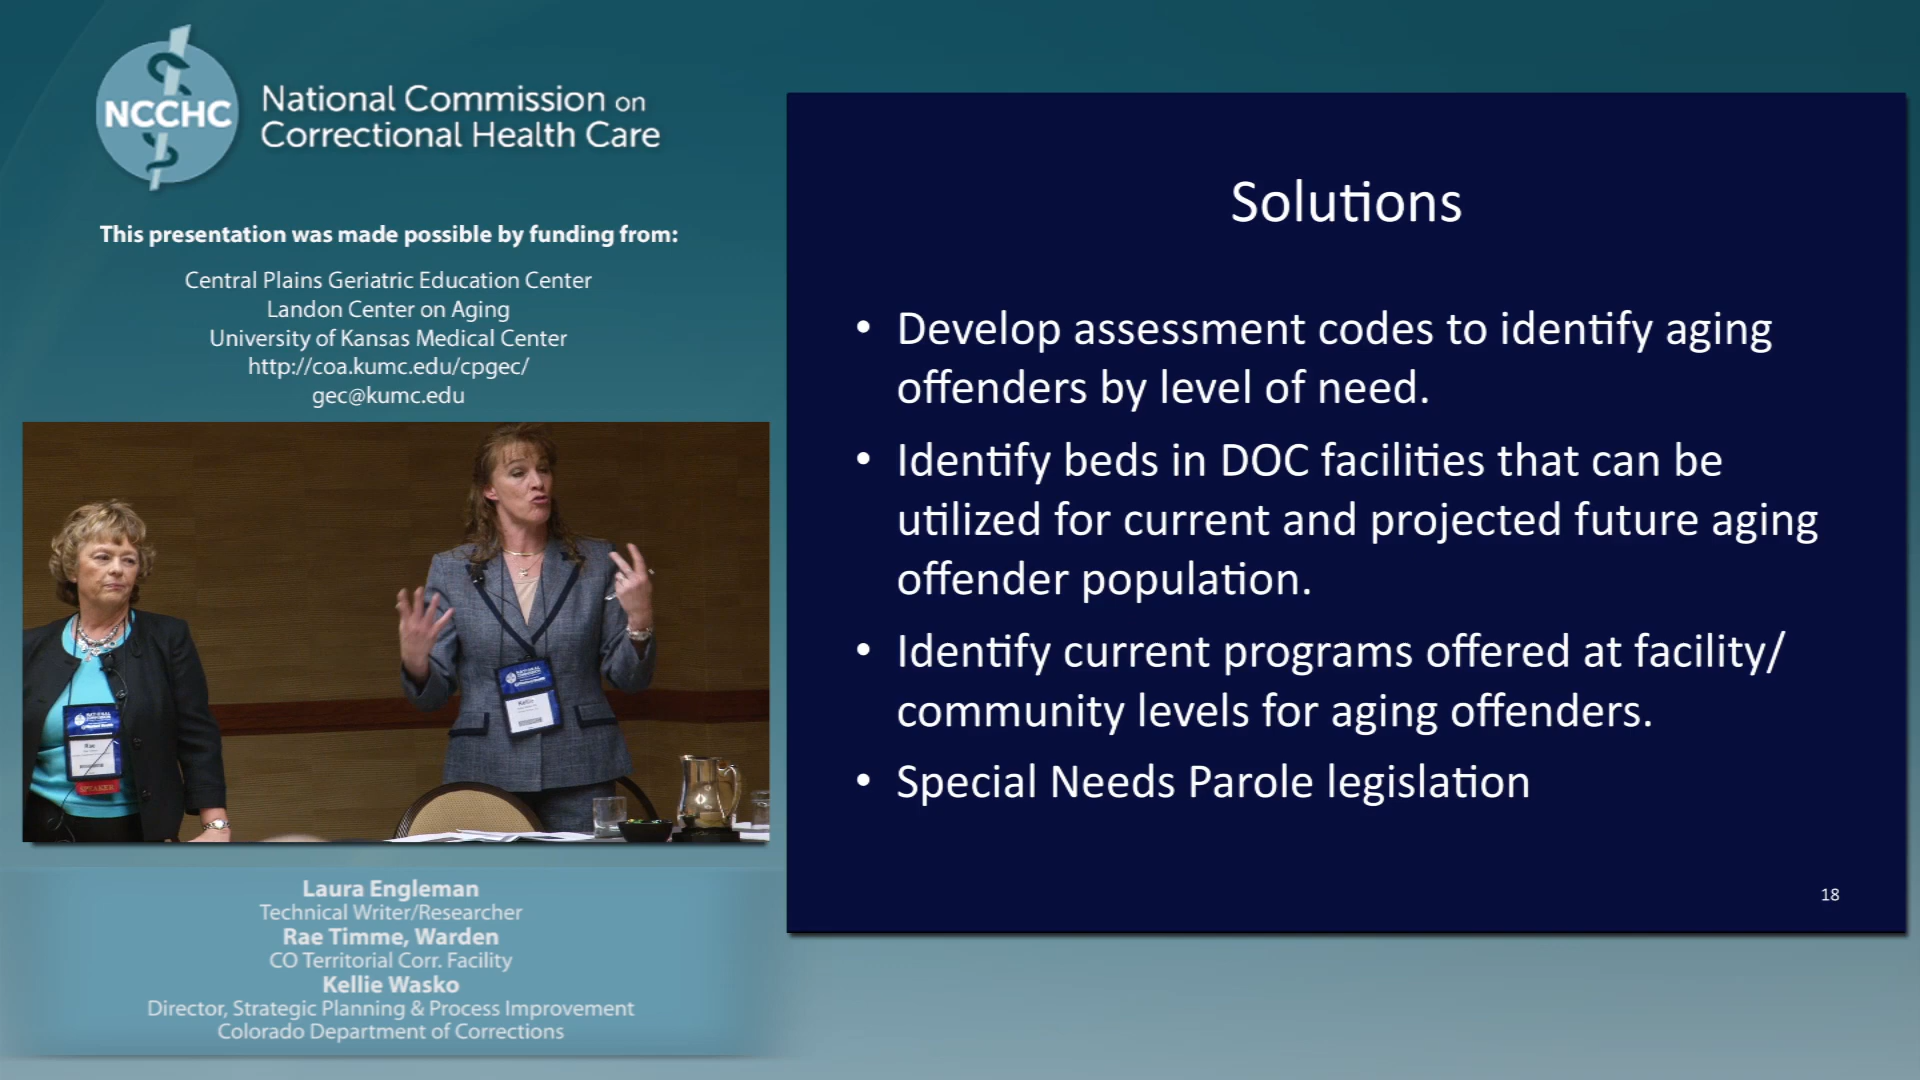 NCCHC
National Commission on
Correctional Health Care
This presentation was made possible by funding from:
Central Plains Geriatric Education Center
Landon Center on Aging
University of Kansas Medical Center
http://coa.kumc.edu/cpgec/
gec@kumc.edu
Rae
SPEAKER
Kellie
Laura Engleman
Technical Writer/Researcher
Rae Timme, Warden
CO Territorial Corr. Facility
Kellie Wasko
Director, Strategic Planning & Process Improvement
Colorado Department of Corrections
Solutions
• Develop assessment codes to identify aging
offenders by level of need.
• Identify beds in DOC facilities that can be
utilized for current and projected future aging
offender population.
• Identify current programs offered at facility/
community levels for aging offenders.
• Special Needs Parole legislation
18